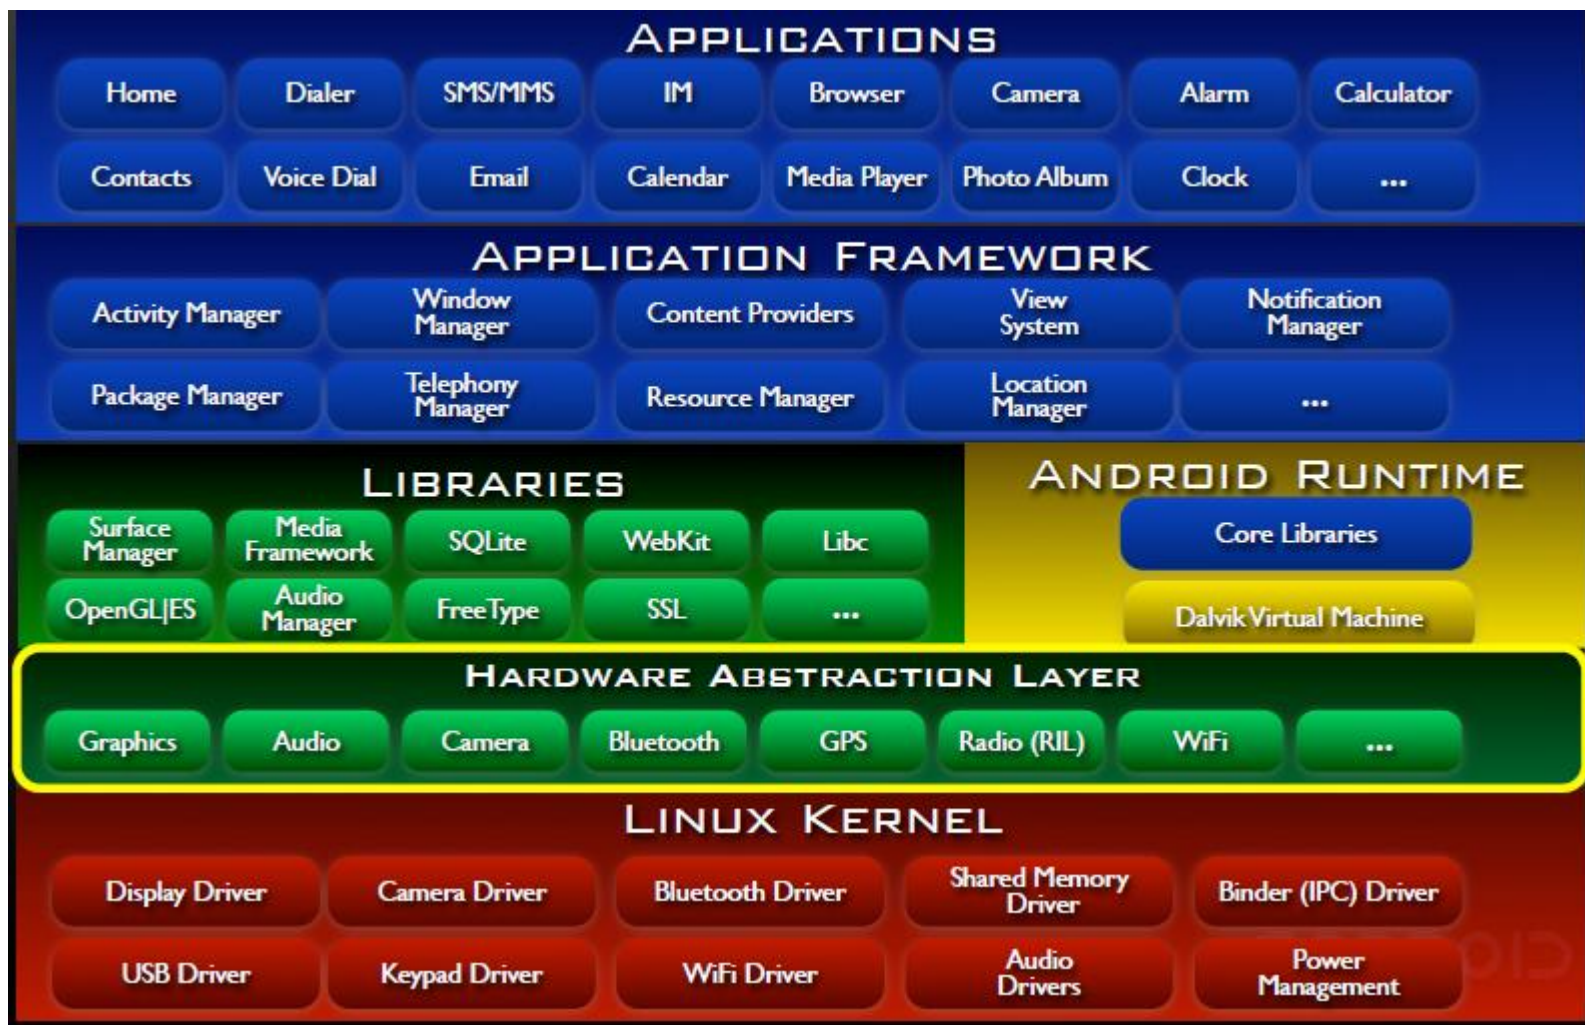 APPLICATIONS
Home Dialer SMS/MMS IM Browser Camera Alarm Calculator
Contacts Voice Dial Email Calendar Media Player Photo Album Clock ...
APPLICATION FRAMEWORK
Activity Manager Window Manager Content Providers View System Notification Manager
Package Manager Telephony Manager Resource Manager Location Manager ...
LIBRARIES
Surface Manager Media Framework SQLite WebKit Libc
OpenGL|ES Audio Manager FreeType SSL ...
ANDROID RUNTIME
Core Libraries
Dalvik Virtual Machine
HARDWARE ABSTRACTION LAYER
Graphics Audio Camera Bluetooth GPS Radio (RIL) WiFi ...
LINUX KERNEL
Display Driver Camera Driver Bluetooth Driver Shared Memory Driver Binder (IPC) Driver
USB Driver Keypad Driver WiFi Driver Audio Drivers Power Management